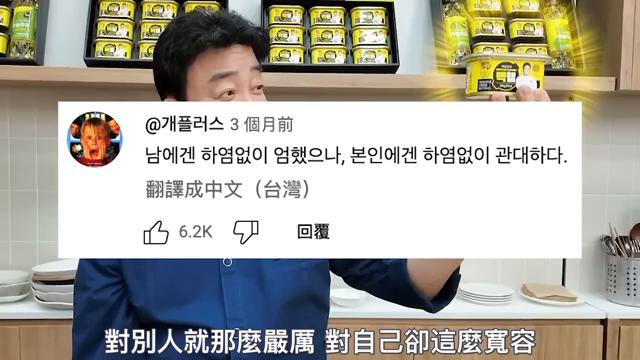 @개플러스 3 個月前
남에겐 하염없이 엄했으나, 본인에겐 하염없이 관대하다.
翻譯成中文（台灣）
6.2K 回覆
對別人就那麼嚴厲 對自己卻這麼寬容